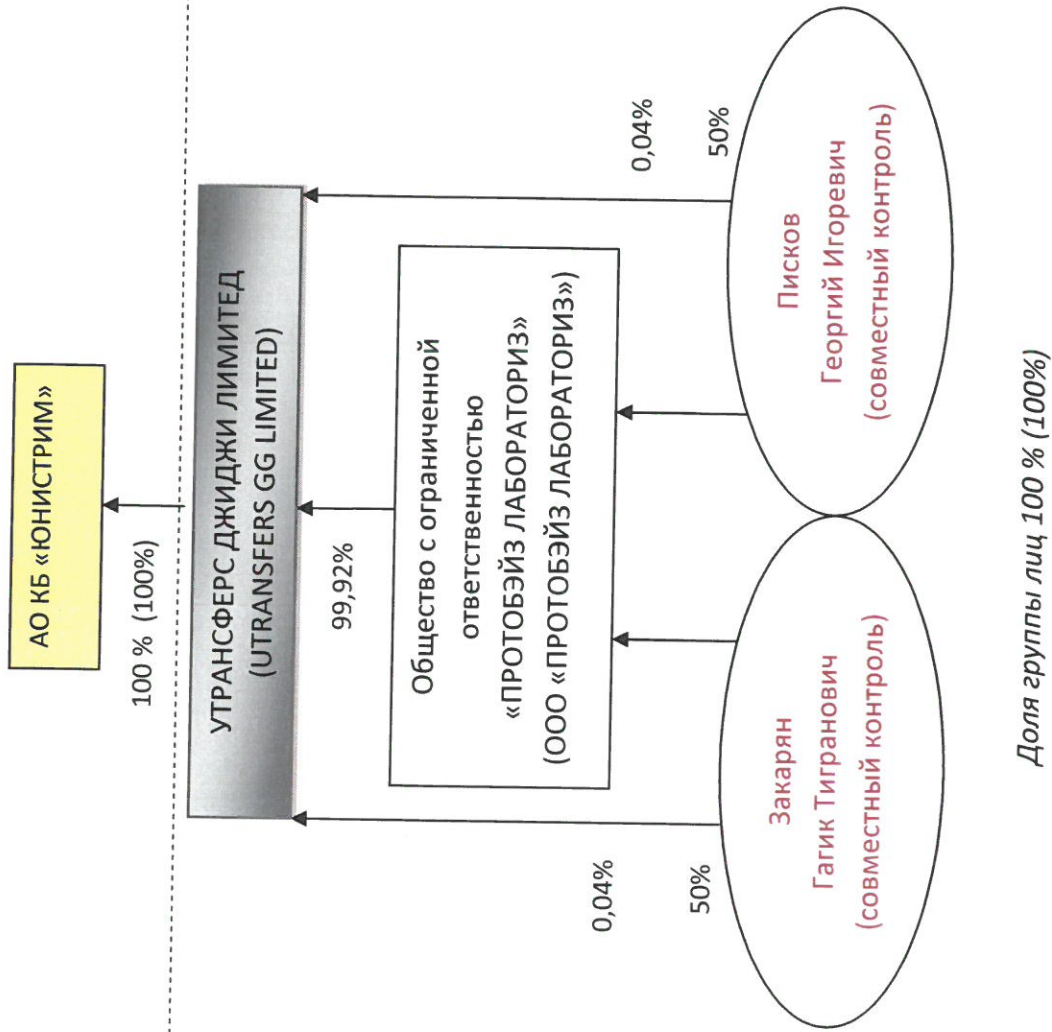 АО КБ «ЮНИСТРИМ»
100 % (100%)
УТРАНСФЕРС ДЖИДЖИ ЛИМИТЕД
(UTRANSFERS GG LIMITED)
99,92%
Общество с ограниченной
ответственностью
«ПРОТОБЭЙЗ ЛАБОРАТОРИЗ»
(ООО «ПРОТОБЭЙЗ ЛАБОРАТОРИЗ»)
0,04%
50%
0,04%
50%
Закарян
Гагик Тигранович
(совместный контроль)
Писков
Георгий Игоревич
(совместный контроль)
Доля группы лиц 100 % (100%)